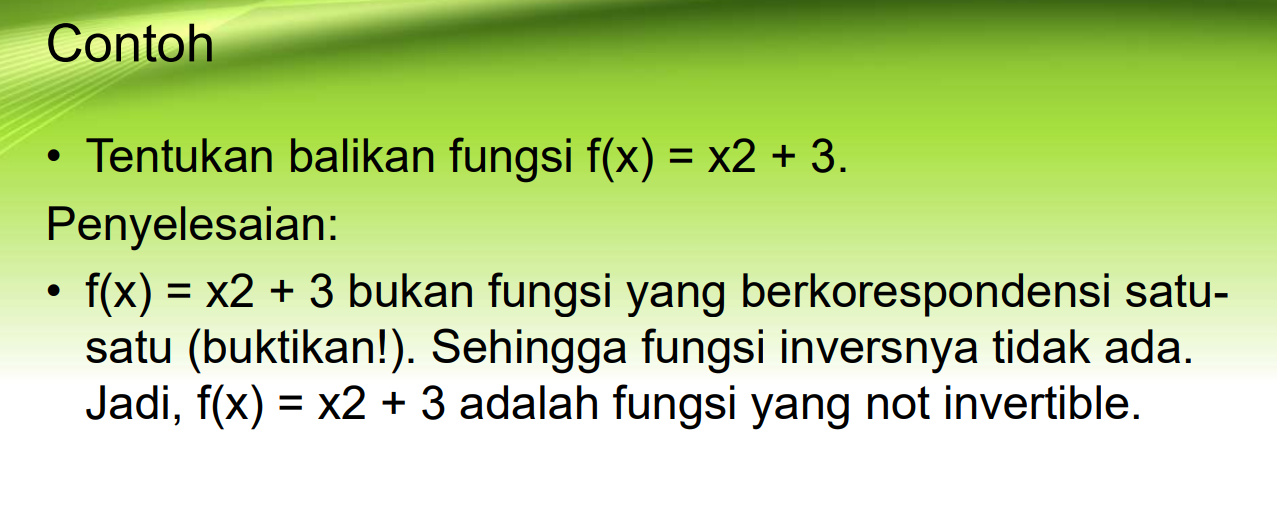 Contoh
• Tentukan balikan fungsi f(x) = x2 + 3.
Penyelesaian:
• f(x) = x2 + 3 bukan fungsi yang berkorespondensi satu-
satu (buktikan!). Sehingga fungsi inversnya tidak ada.
Jadi, f(x) = x2 + 3 adalah fungsi yang not invertible.